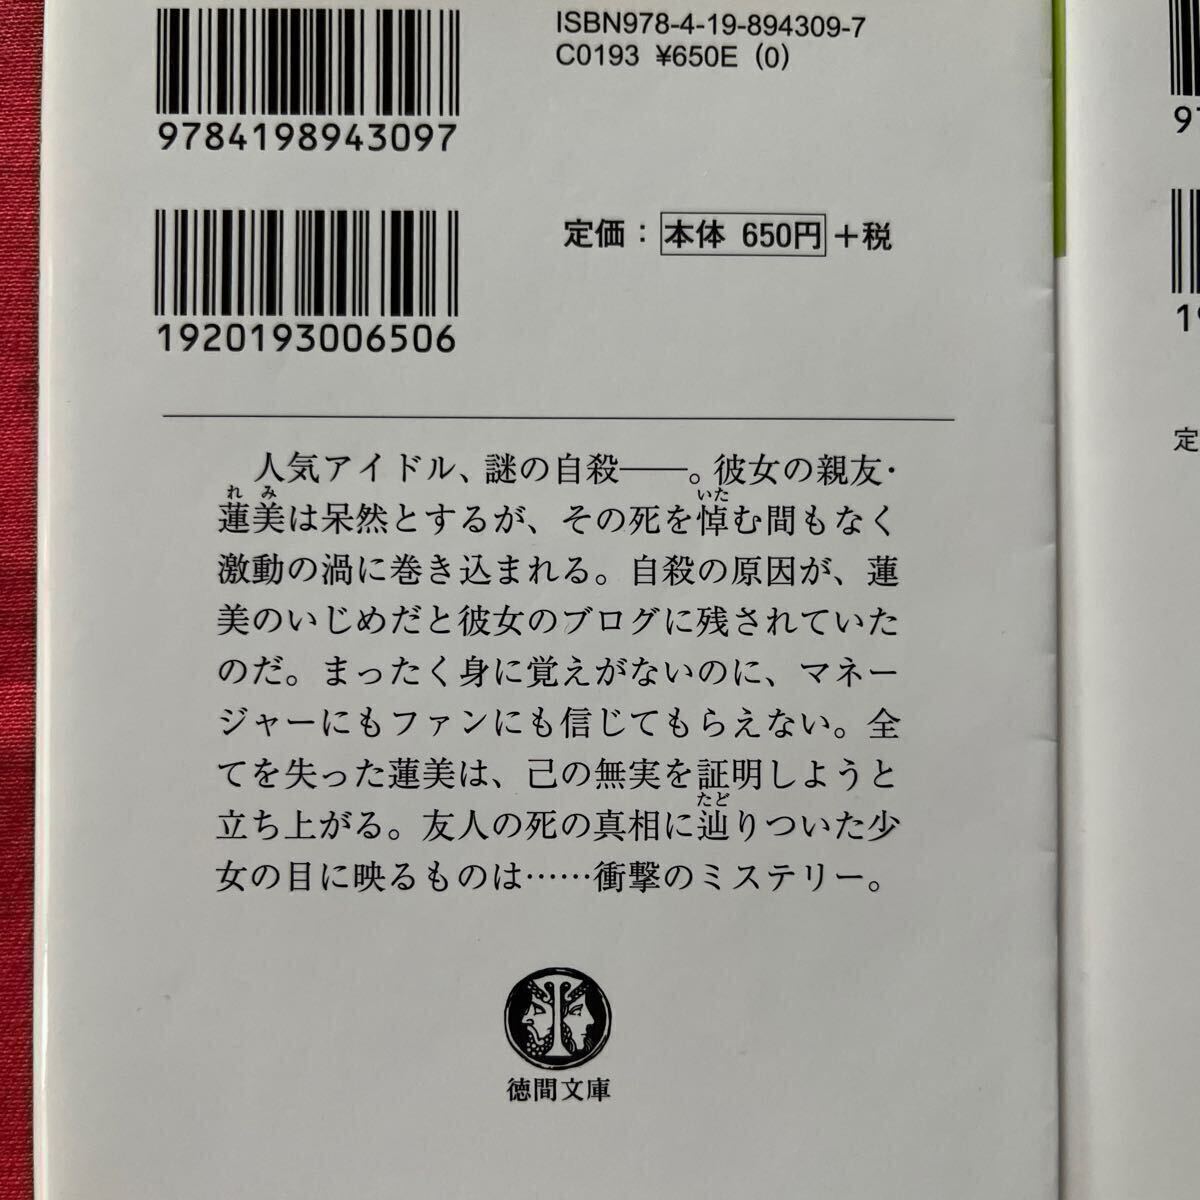 ISBN978-4-19-894309-7
C0193 ¥650E (0)
9784198943097
定価：本体 650円＋税
1920193006506
人気アイドル、謎の自殺――。彼女の親友・
蓮美は呆然とするが、その死を悼む間もなく
れ み
いた
激動の渦に巻き込まれる。自殺の原因が、蓮
美のいじめだと彼女のブログに残されていた
のだ。まったく身に覚えがないのに、マネー
ジャーにもファンにも信じてもらえない。全
てを失った蓮美は、己の無実を証明しようと
立ち上がる。友人の死の真相に辿りついた少
たど
女の目に映るものは……衝撃のミステリー。
徳間文庫
97
19
定